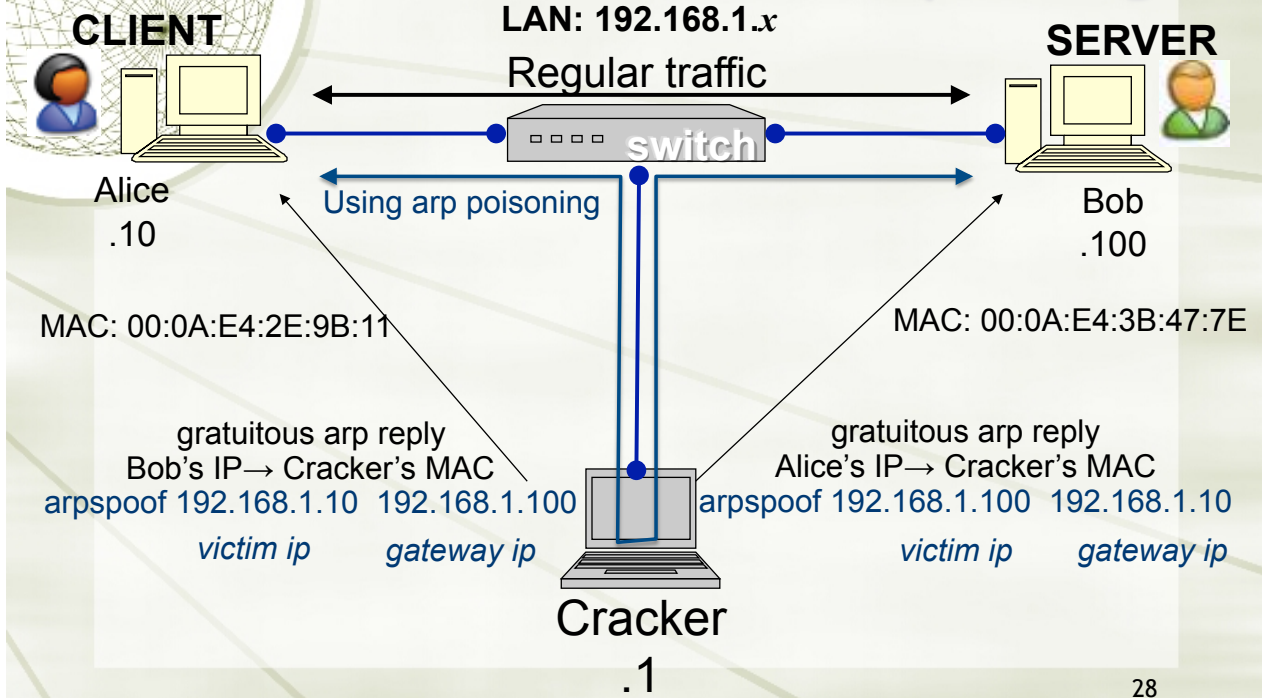 CLIENT
LAN: 192.168.1.x
SERVER
Regular traffic
switch
Alice
.10
Using arp poisoning
Bob
.100
MAC: 00:0A:E4:2E:9B:11
MAC: 00:0A:E4:3B:47:7E
gratuitous arp reply
Bob’s IP→ Cracker’s MAC
arpspoof 192.168.1.10 192.168.1.100
victim ip gateway ip
gratuitous arp reply
Alice’s IP→ Cracker’s MAC
arpspoof 192.168.1.100 192.168.1.10
victim ip gateway ip
Cracker
.1
28